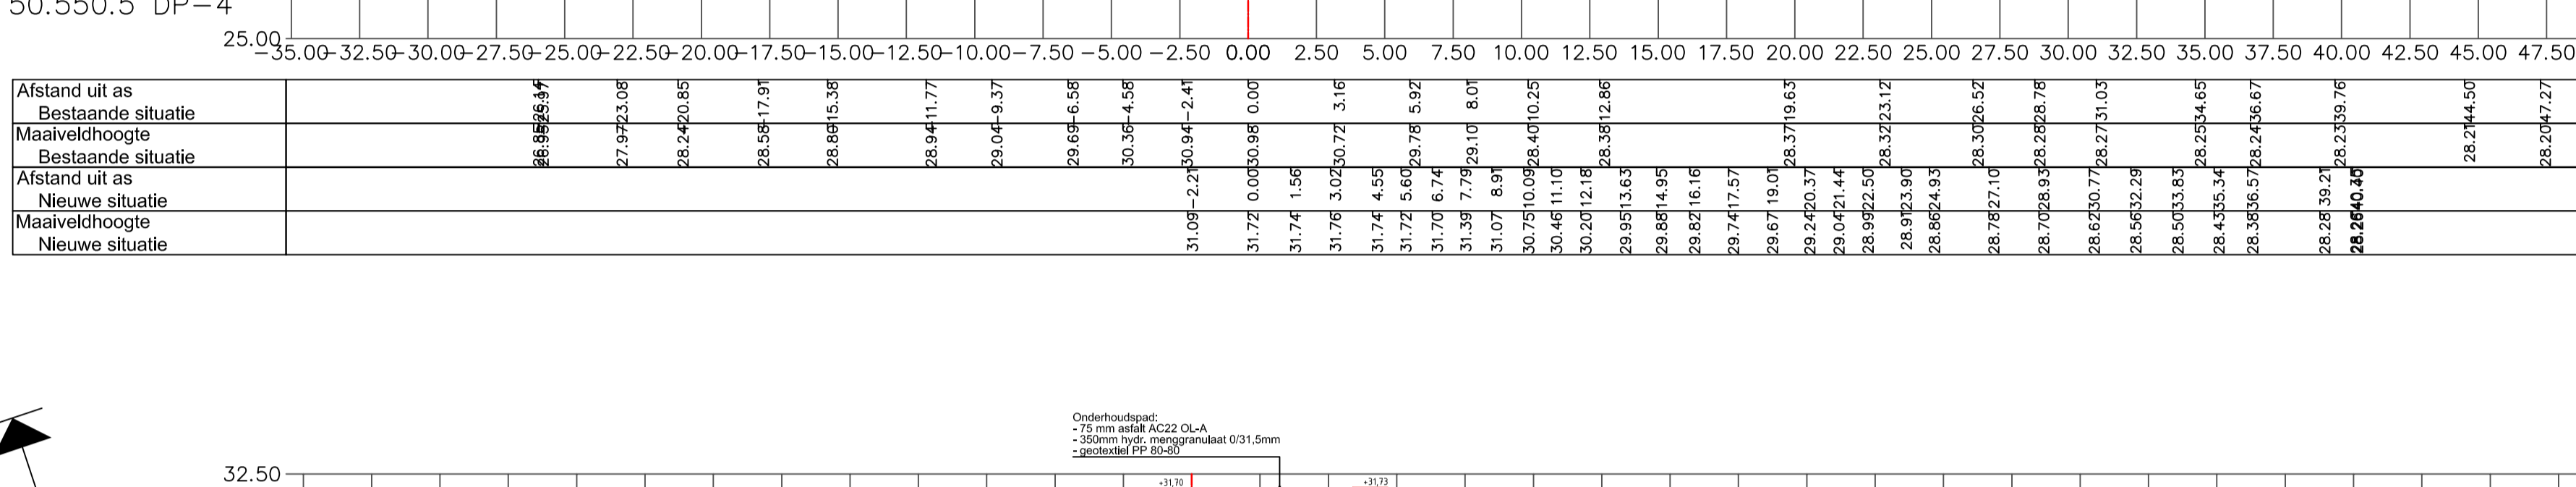 50.550.5 DP-4
25.00
-35.00 -32.50 -30.00 -27.50 -25.00 -22.50 -20.00 -17.50 -15.00 -12.50 -10.00 -7.50 -5.00 -2.50 0.00 2.50 5.00 7.50 10.00 12.50 15.00 17.50 20.00 22.50 25.00 27.50 30.00 32.50 35.00 37.50 40.00 42.50 45.00 47.50
Afstand uit as
Bestaande situatie
-23.08 -20.85 -17.91 -15.38 -11.77 -9.37 -6.58 -4.58 -2.41 0.00 3.16 5.92 8.01 10.25 12.86 19.63 23.12 26.52 28.78 31.03 34.65 36.67 39.76 44.50 47.27
Maaiveldhoogte
Bestaande situatie
27.97 28.24 28.58 28.80 28.94 29.04 29.69 30.36 30.94 30.98 30.72 29.78 29.10 28.40 28.38 28.37 28.32 28.30 28.28 28.27 28.25 28.24 28.23 28.21 28.20
Afstand uit as
Nieuwe situatie
-2.21 0.00 1.56 3.02 4.55 5.60 6.74 7.79 8.91 10.09 11.10 12.18 13.63 14.95 16.16 17.57 19.01 20.37 21.44 22.50 23.90 24.93 27.10 28.93 30.77 32.29 33.83 35.34 36.57 39.21
Maaiveldhoogte
Nieuwe situatie
31.09 31.72 31.74 31.76 31.74 31.72 31.70 31.39 31.07 30.75 30.46 30.20 29.95 29.88 29.82 29.74 29.67 29.24 29.04 28.99 28.91 28.86 28.78 28.70 28.62 28.56 28.50 28.43 28.38 28.28
Onderhoudspad:
- 75 mm asfalt AC22 OL-A
- 350mm hydr. menggranulaat 0/31,5mm
- geotextiel PP 80-80
32.50
+31,70
+31,73